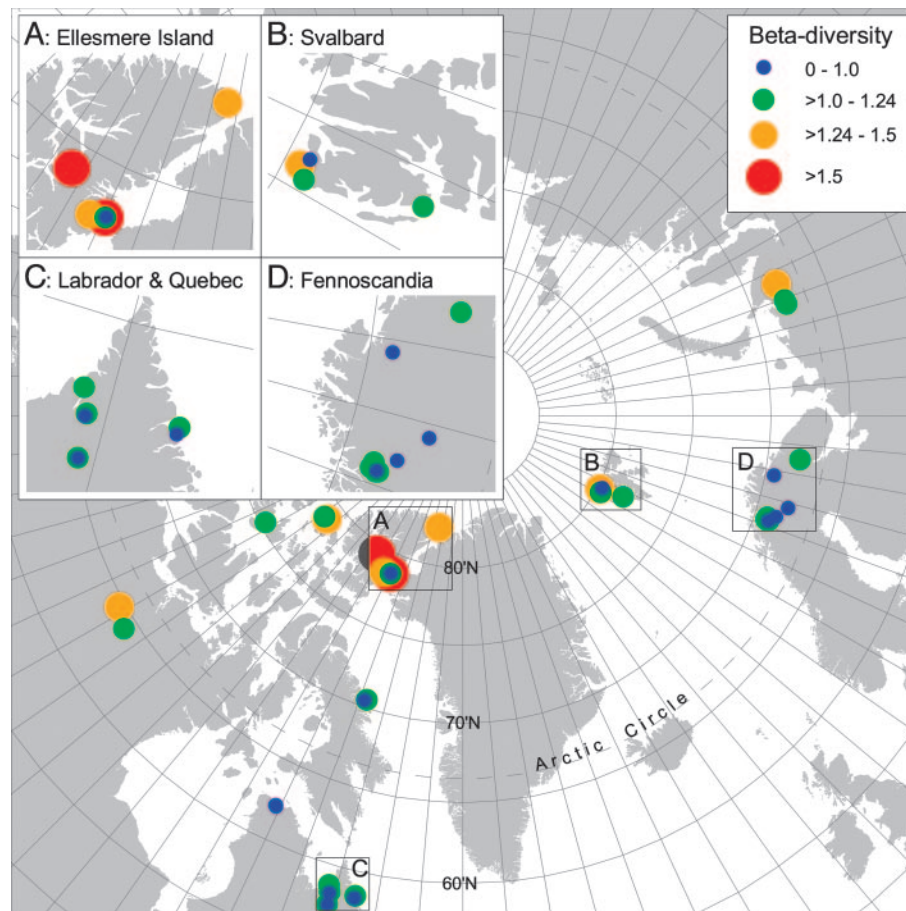 A: Ellesmere Island
B: Svalbard
Beta-diversity
0 - 1.0
>1.0 - 1.24
>1.24 - 1.5
>1.5
C: Labrador & Quebec
D: Fennoscandia
A
B
D
80'N
70'N
Arctic Circle
C
60'N